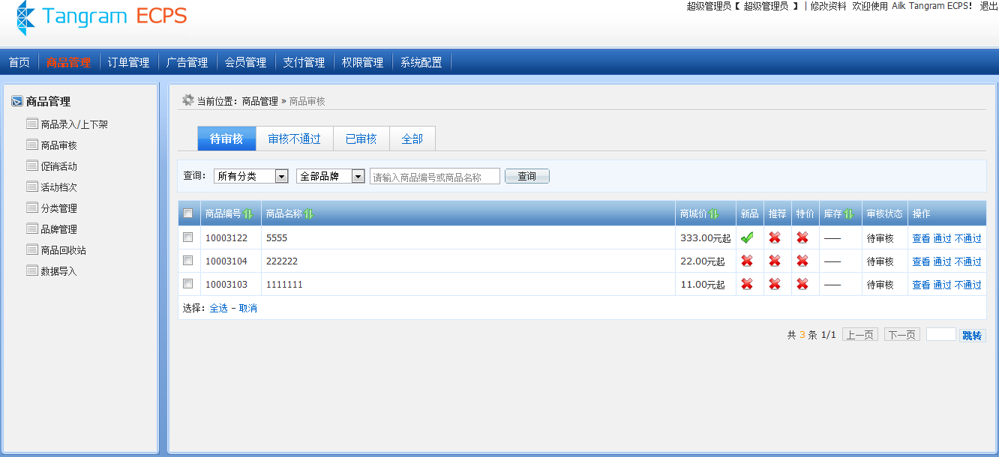 Tangram ECPS
超级管理员【 超级管理员 】 | 修改资料 欢迎使用 Ailk Tangram ECPS! 退出
首页 商品管理 订单管理 广告管理 会员管理 支付管理 权限管理 系统配置
商品管理
商品录入/上下架
商品审核
促销活动
活动档次
分类管理
品牌管理
商品回收站
数据导入
当前位置: 商品管理 » 商品审核
待审核 审核不通过 已审核 全部
查询: 所有分类 全部品牌 请输入商品编号或商品名称 查询
商品编号 商品名称 商城价 新品 推荐 特价 库存 审核状态 操作
10003122 5555 333.00元起 —— 待审核 查看 通过 不通过
10003104 222222 22.00元起 —— 待审核 查看 通过 不通过
10003103 1111111 11.00元起 —— 待审核 查看 通过 不通过
选择: 全选 - 取消
共 3 条 1/1 上一页 下一页 跳转